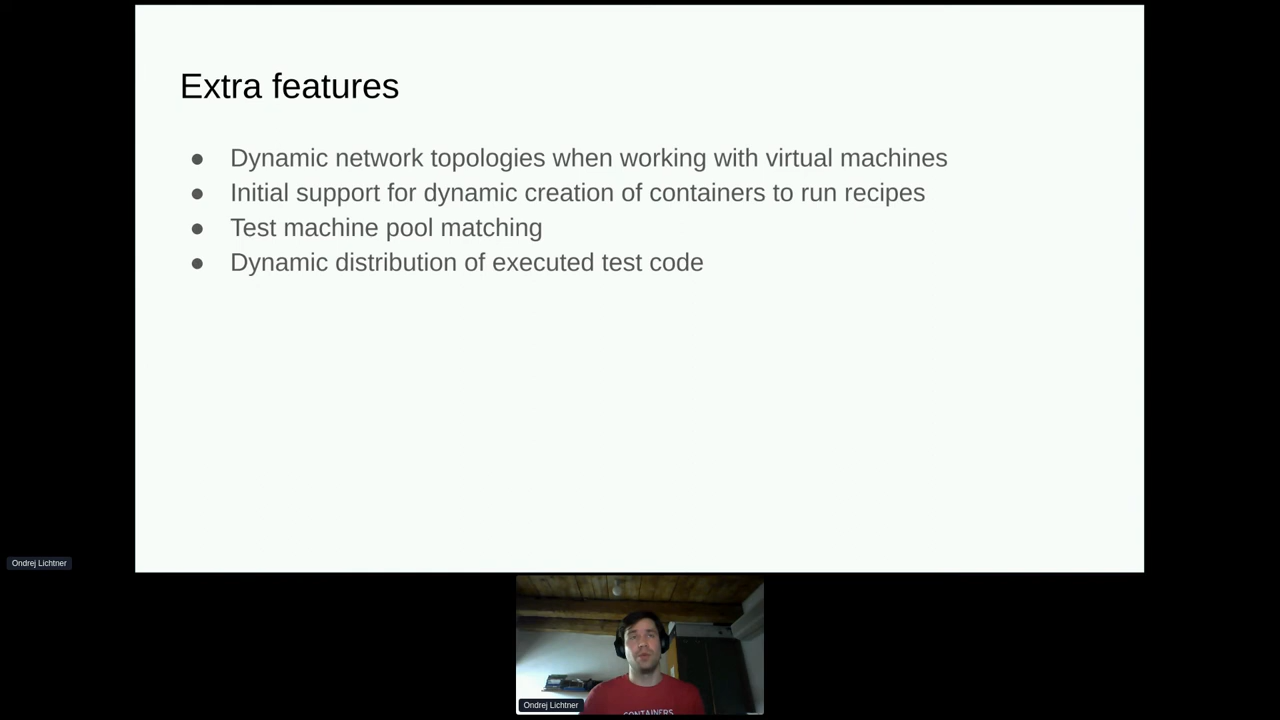 Extra features
● Dynamic network topologies when working with virtual machines
● Initial support for dynamic creation of containers to run recipes
● Test machine pool matching
● Dynamic distribution of executed test code
Ondrej Lichtner
Ondrej Lichtner
CONTAINERS